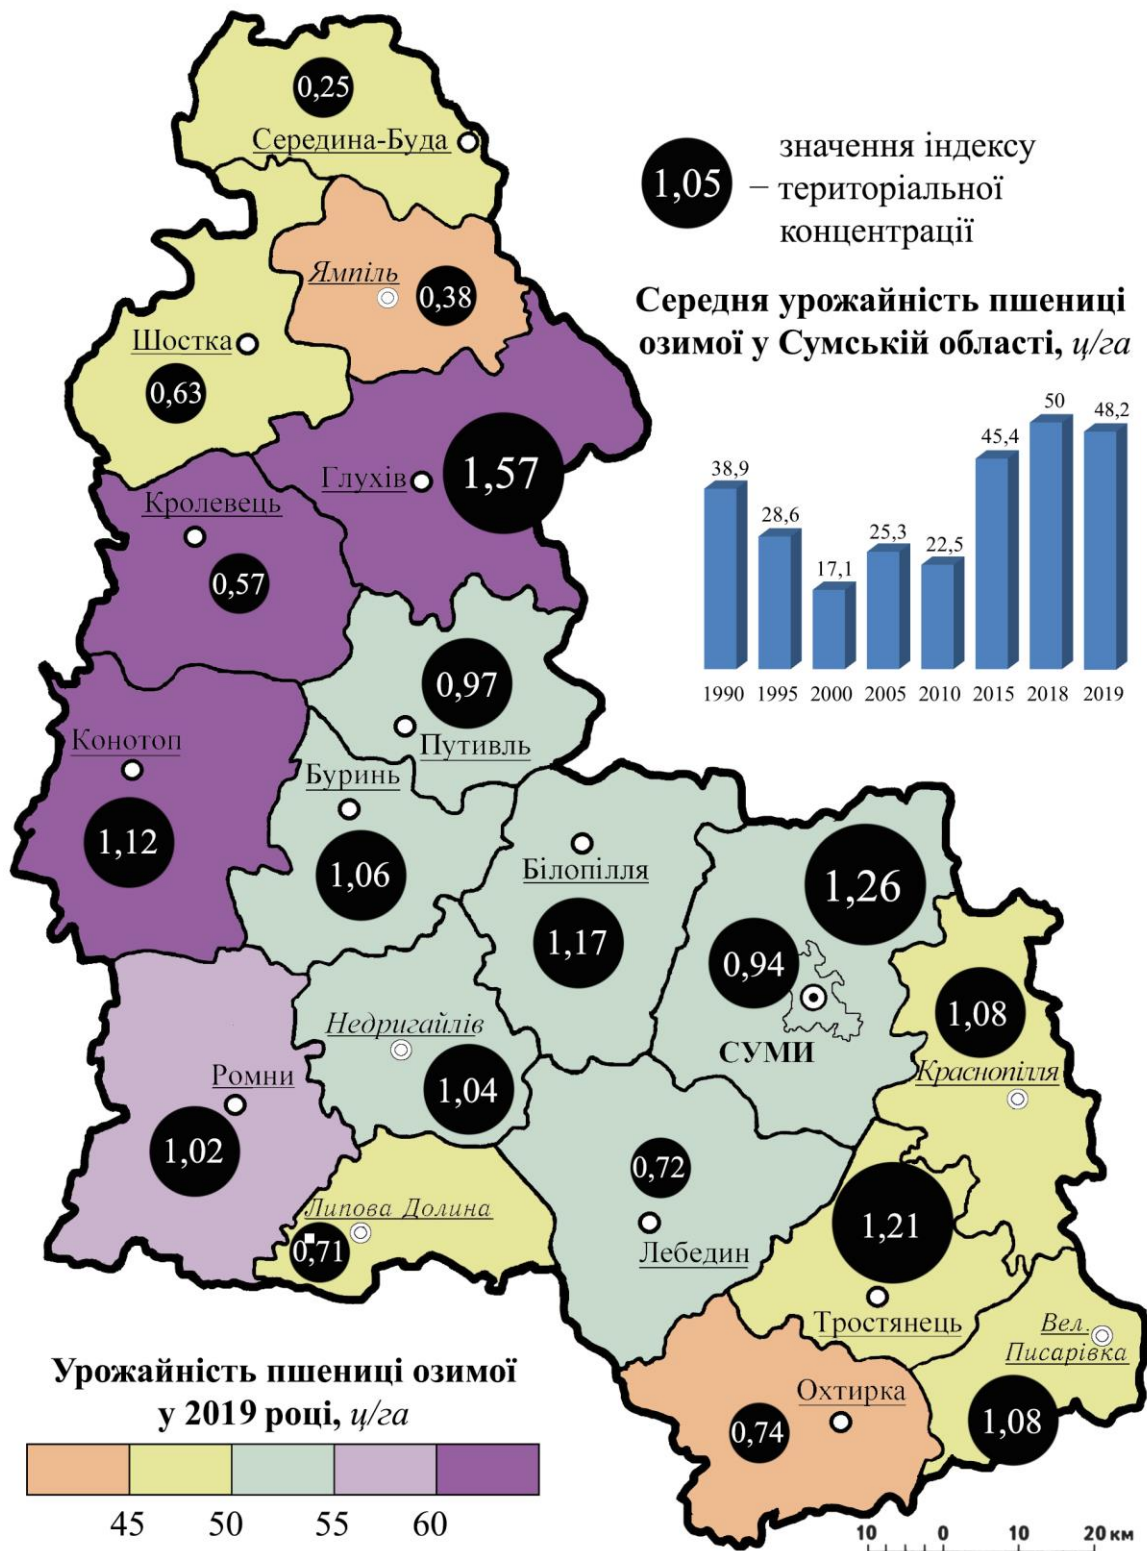 0,25
Середина-Буда
1,05
значення індексу
– територіальної
концентрації
Ямпіль
0,38
Середня урожайність пшениці
озимої у Сумській області, ц/га
Шостка
0,63
50
48,2
45,4
38,9
28,6
25,3
22,5
17,1
1990 1995 2000 2005 2010 2015 2018 2019
Глухів
1,57
Кролевець
0,57
0,97
Путивль
Конотоп
1,12
Буринь
1,06
Білопілля
1,17
1,26
0,94
СУМИ
1,08
Краснопілля
Недригайлів
1,04
Ромни
1,02
0,72
Лебедин
Липова Долина
0,71
1,21
Тростянець
Вел.
Писарівка
1,08
Охтирка
0,74
Урожайність пшениці озимої
у 2019 році, ц/га
45 50 55 60
10 0 10 20 км